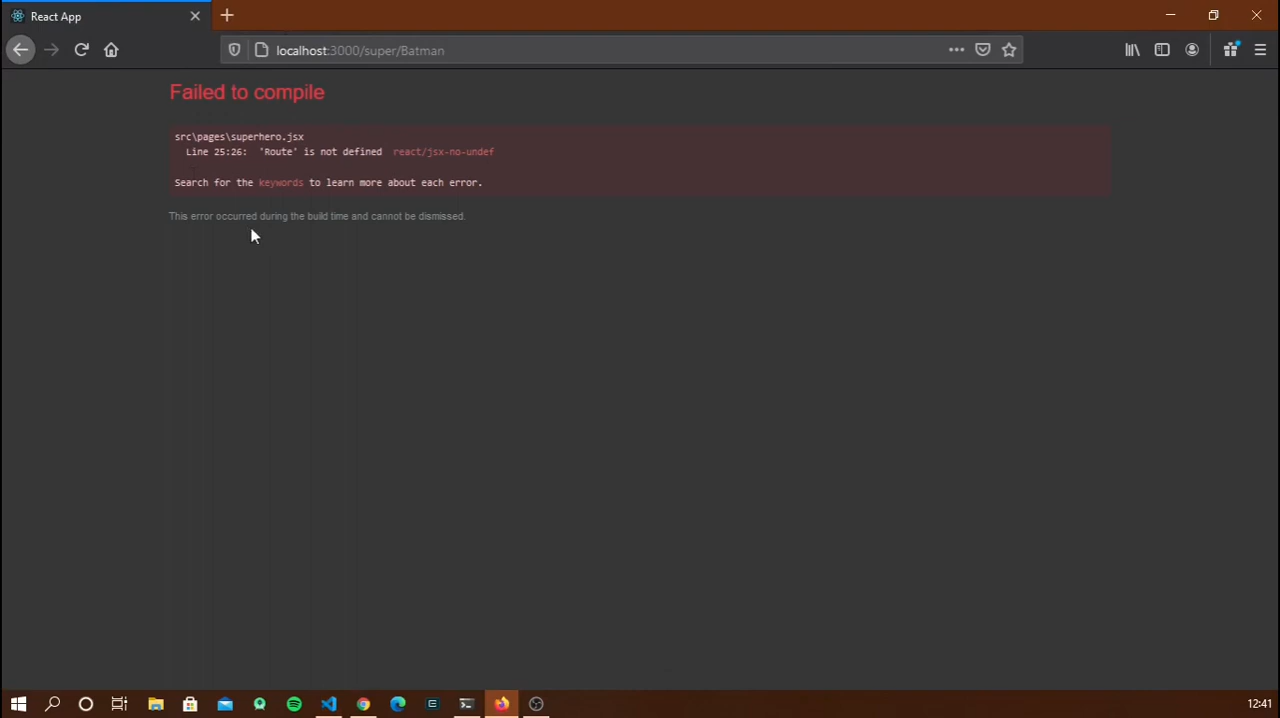 React App
localhost:3000/super/Batman
Failed to compile
src\pages\superhero.jsx
Line 25:26:  'Route' is not defined  react/jsx-no-undef
Search for the keywords to learn more about each error.
This error occurred during the build time and cannot be dismissed.
12:41